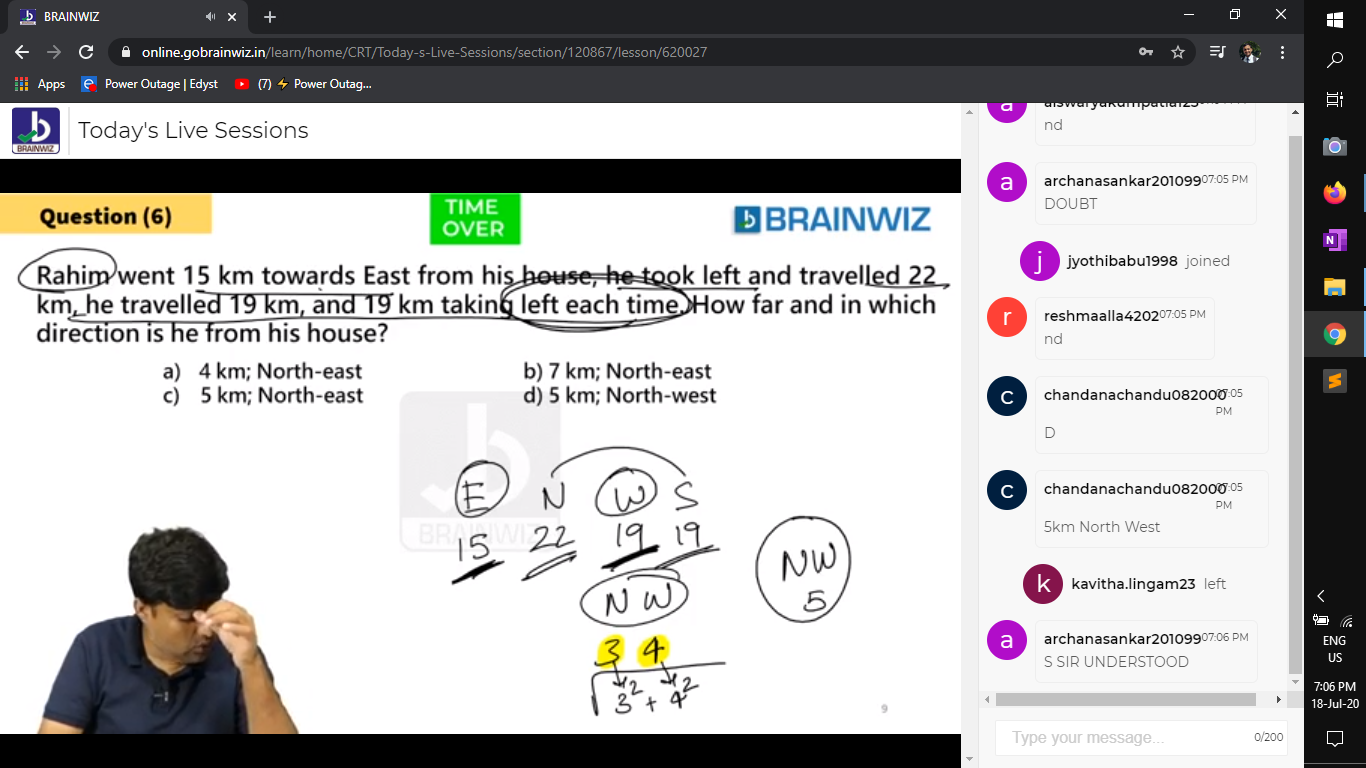 BRAINWIZ
online.gobrainwiz.in/learn/home/CRT/Today-s-Live-Sessions/section/120867/lesson/620027
Apps
Power Outage | Edyst
(7) ⚡ Power Outag...
BRAINWIZ
Today's Live Sessions
Question (6)
TIME
OVER
BRAINWIZ
Rahim went 15 km towards East from his house, he took left and travelled 22
km, he travelled 19 km, and 19 km taking left each time. How far and in which
direction is he from his house?
a) 4 km; North-east
b) 7 km; North-east
c) 5 km; North-east
d) 5 km; North-west
BRAINWIZ
E N W S
15 22 19 19
N W
NW
5
3 4
√3² + 4²
9
nd
a
archanasankar201099 07:05 PM
DOUBT
j
jyothibabu1998 joined
r
reshmaalla4202 07:05 PM
nd
c
chandanachandu082000 07:05
PM
D
c
chandanachandu082000 07:05
PM
5km North West
k
kavitha.lingam23 left
a
archanasankar201099 07:06 PM
S SIR UNDERSTOOD
Type your message...
0/200
ENG
US
7:06 PM
18-Jul-20